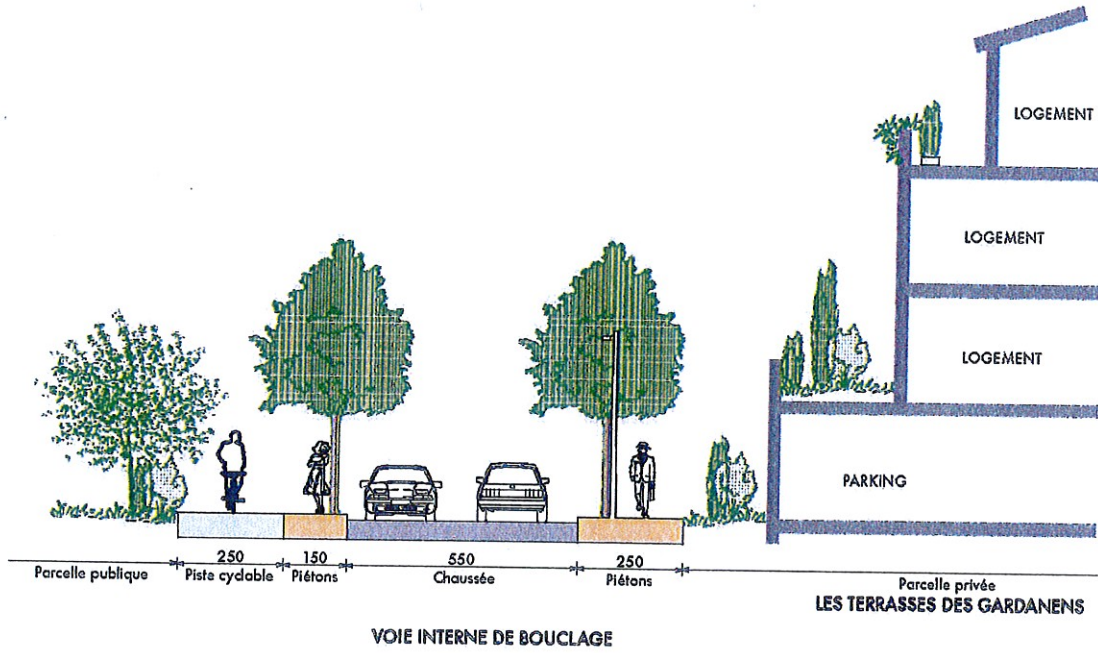 LOGEMENT
LOGEMENT
LOGEMENT
PARKING
250 150 550 250
Parcelle publique Piste cyclable Piétons Chaussée Piétons Parcelle privée
LES TERRASSES DES GARDANENS
VOIE INTERNE DE BOUCLAGE